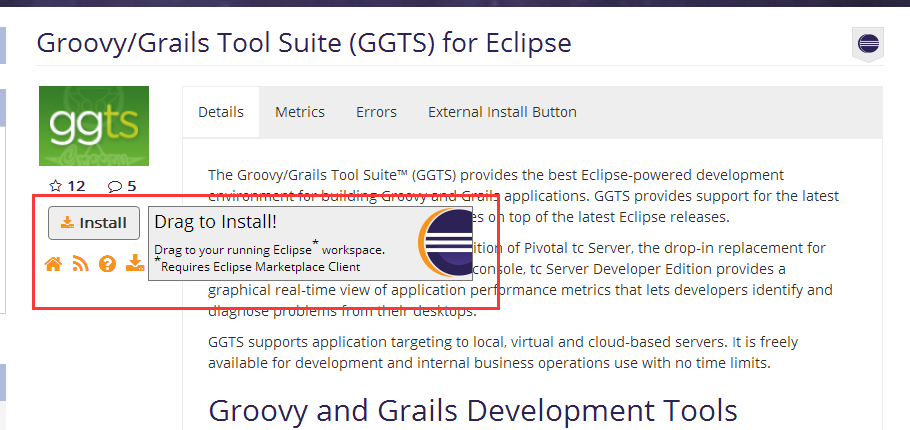 Groovy/Grails Tool Suite (GGTS) for Eclipse
ggts
12 5
Install
Details Metrics Errors External Install Button
The Groovy/Grails Tool Suite™ (GGTS) provides the best Eclipse-powered development
environment for building Groovy and Grails applications. GGTS provides support for the latest
es on top of the latest Eclipse releases.
Drag to Install!
Drag to your running Eclipse* workspace.
*Requires Eclipse Marketplace Client
ition of Pivotal tc Server, the drop-in replacement for
console, tc Server Developer Edition provides a
graphical real-time view of application performance metrics that lets developers identify and
diagnose problems from their desktops.
GGTS supports application targeting to local, virtual and cloud-based servers. It is freely
available for development and internal business operations use with no time limits.
Groovy and Grails Development Tools